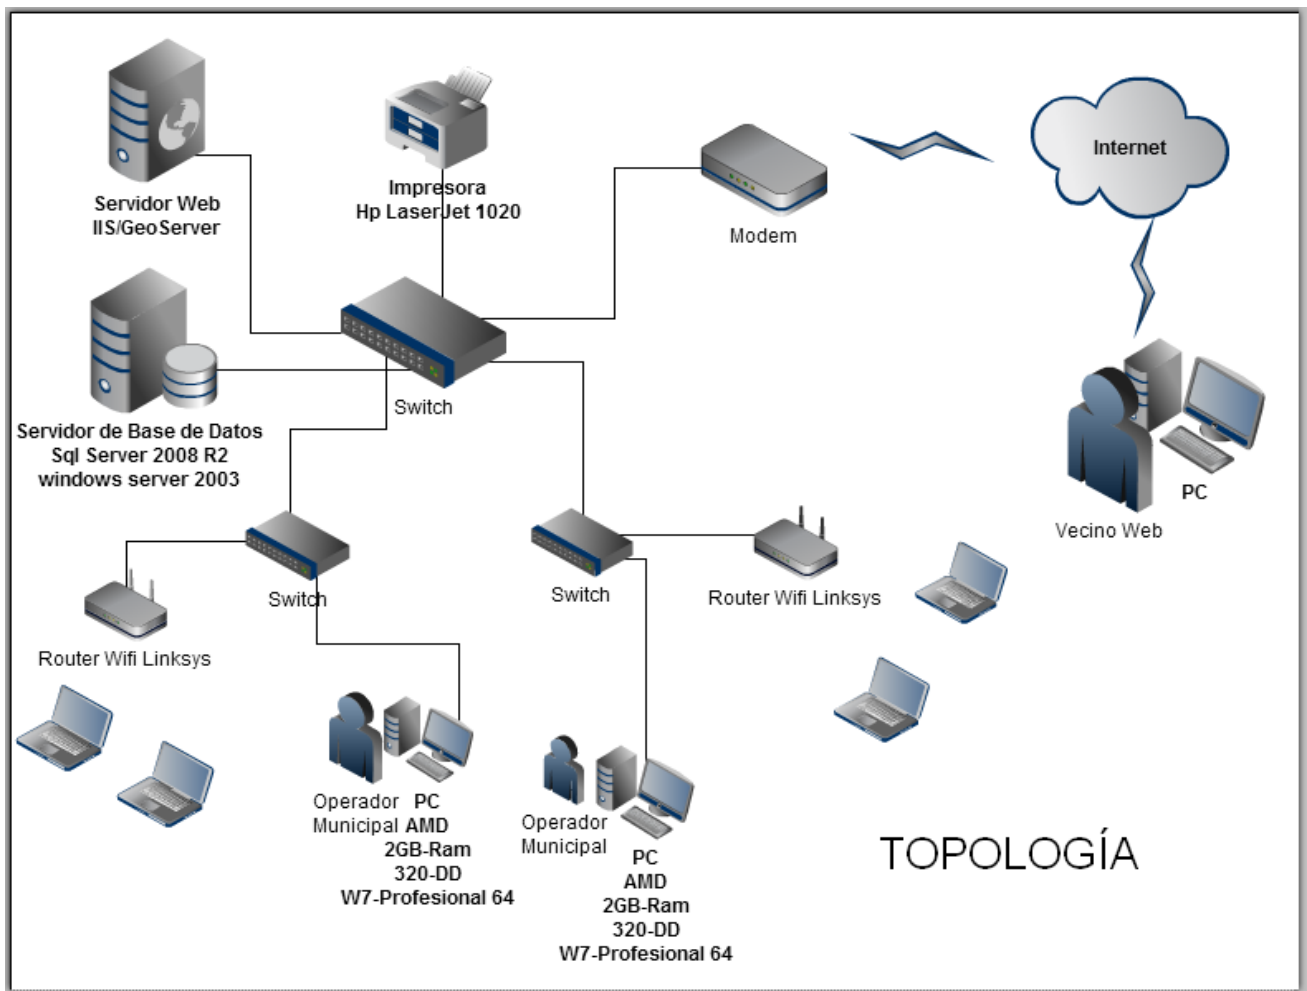 Servidor Web
IIS/GeoServer
Impresora
Hp LaserJet 1020
Modem
Internet
Servidor de Base de Datos
Sql Server 2008 R2
windows server 2003
Switch
PC
Vecino Web
Switch
Router Wifi Linksys
Switch
Router Wifi Linksys
Operador
Municipal
PC
AMD
2GB-Ram
320-DD
W7-Profesional 64
Operador
Municipal
PC
AMD
2GB-Ram
320-DD
W7-Profesional 64
TOPOLOGÍA